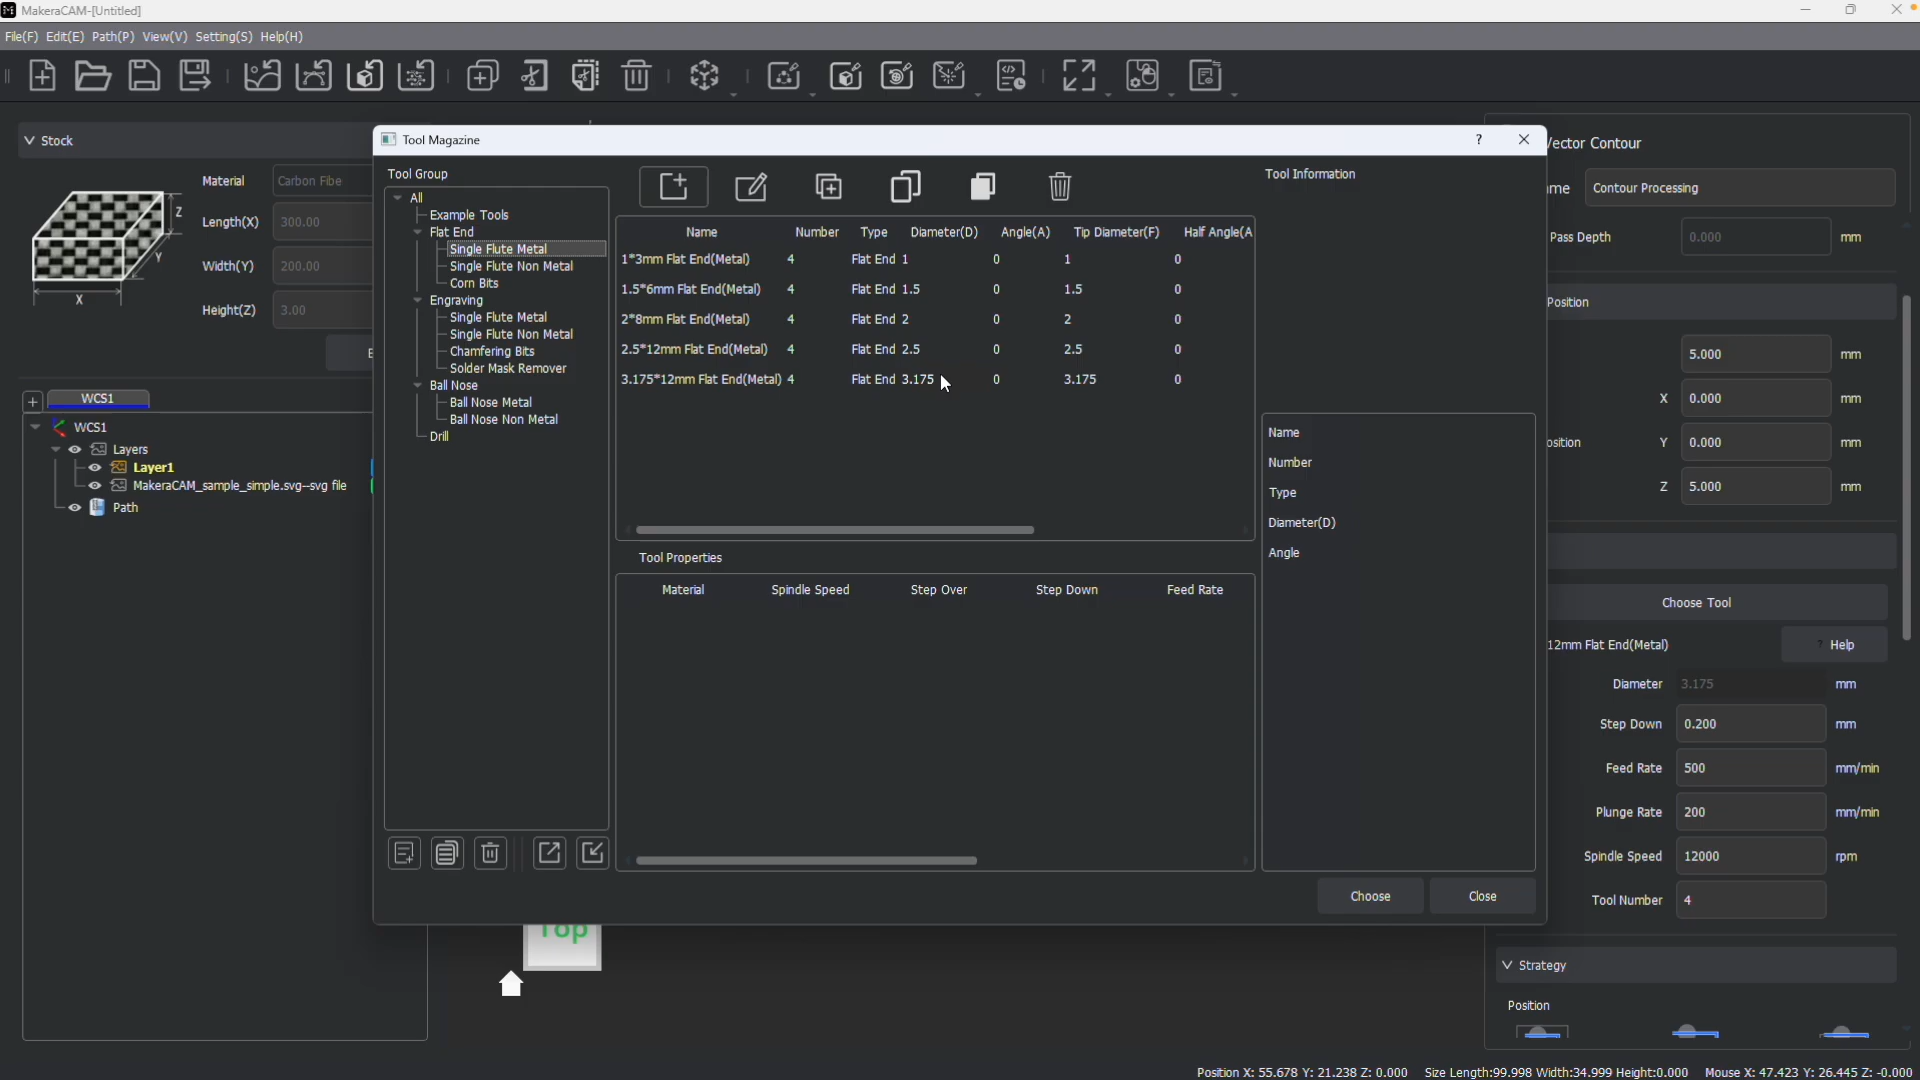 MakeraCAM-[Untitled]
File(F) Edit(E) Path(P) View(V) Setting(S) Help(H)
Stock
Material Carbon Fibe
Length(X) 300.00
Width(Y) 200.00
Height(Z) 3.00
X Y Z
WCS1
WCS1
Layers
Layer1
MakeraCAM_sample_simple.svg--svg file
Path
Tool Magazine
Tool Group
All
Example Tools
Flat End
Single Flute Metal
Single Flute Non Metal
Corn Bits
Engraving
Single Flute Metal
Single Flute Non Metal
Chamfering Bits
Solder Mask Remover
Ball Nose
Ball Nose Metal
Ball Nose Non Metal
Drill
Name Number Type Diameter(D) Angle(A) Tip Diameter(F) Half Angle(A
1*3mm Flat End(Metal) 4 Flat End 1 0 1 0
1.5*6mm Flat End(Metal) 4 Flat End 1.5 0 1.5 0
2*8mm Flat End(Metal) 4 Flat End 2 0 2 0
2.5*12mm Flat End(Metal) 4 Flat End 2.5 0 2.5 0
3.175*12mm Flat End(Metal) 4 Flat End 3.175 0 3.175 0
Tool Properties
Material Spindle Speed Step Over Step Down Feed Rate
Tool Information
Name
Number
Type
Diameter(D)
Angle
Choose Close
Top
Vector Contour
me Contour Processing
Pass Depth 0.000 mm
Position
5.000 mm
X 0.000 mm
osition Y 0.000 mm
Z 5.000 mm
Choose Tool
12mm Flat End(Metal) ? Help
Diameter 3.175 mm
Step Down 0.200 mm
Feed Rate 500 mm/min
Plunge Rate 200 mm/min
Spindle Speed 12000 rpm
Tool Number 4
Strategy
Position
Position X: 55.678 Y: 21.238 Z: 0.000 Size Length:99.998 Width:34.999 Height:0.000 Mouse X: 47.423 Y: 26.445 Z: -0.000